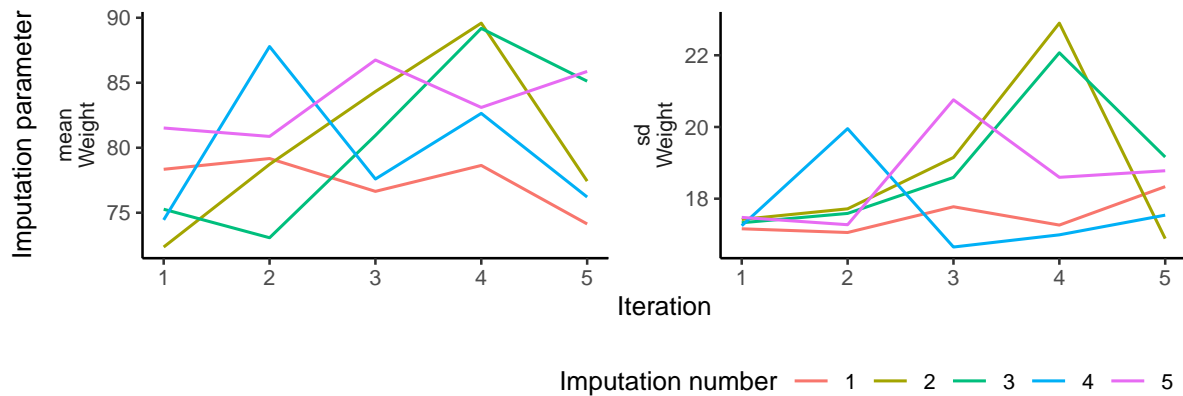 Imputation parameter
mean
Weight
90
85
80
75
1 2 3 4 5
sd
Weight
22
20
18
1 2 3 4 5
Iteration
Imputation number 1 2 3 4 5